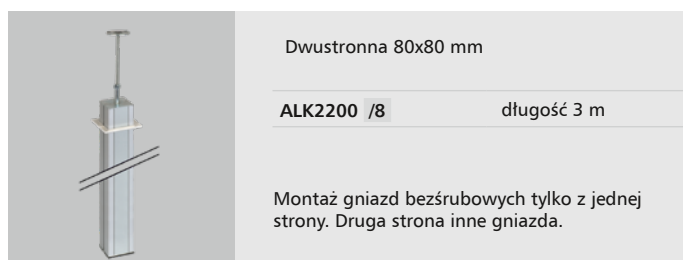 Dwustronna 80x80 mm
ALK2200 /8 długość 3 m
Montaż gniazd bezśrubowych tylko z jednej
strony. Druga strona inne gniazda.